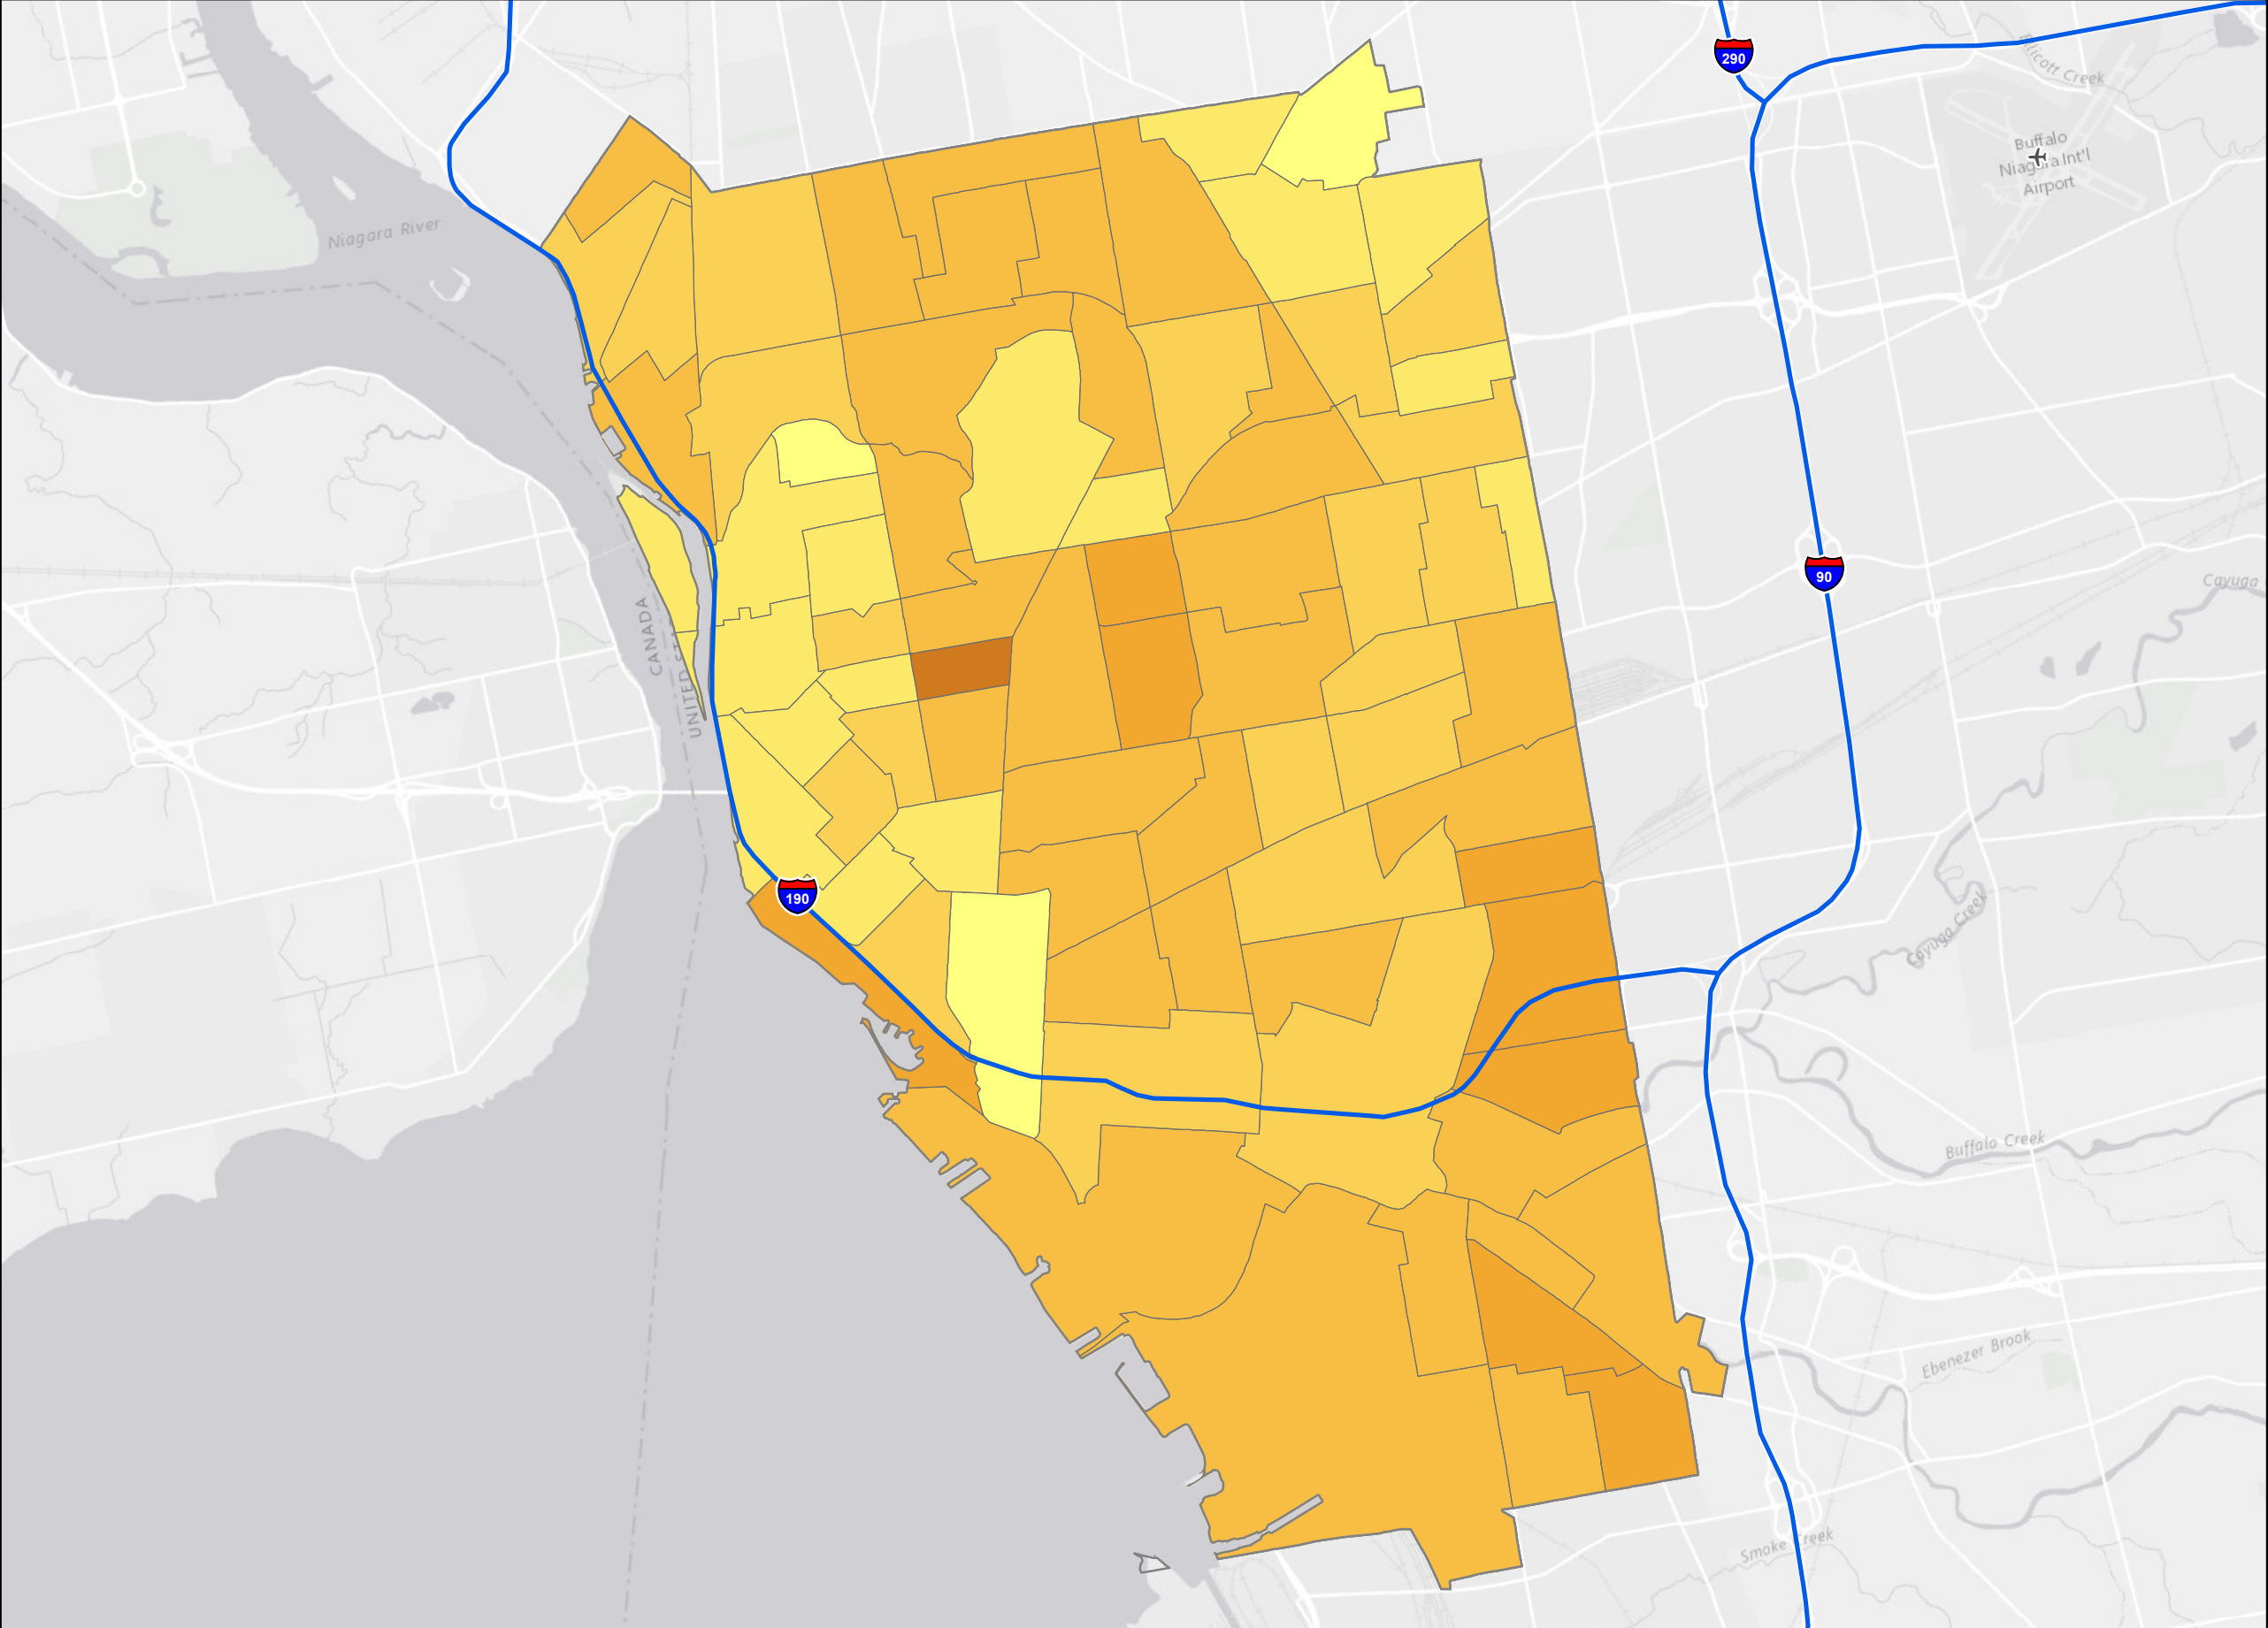 290
Ellicott Creek
Buffalo
Niagara Int'l
Airport
Niagara River
90
Cayuga
CANADA
UNITED ST
190
Cayuga Creek
Buffalo Creek
Ebenezer Brook
Smoke Creek